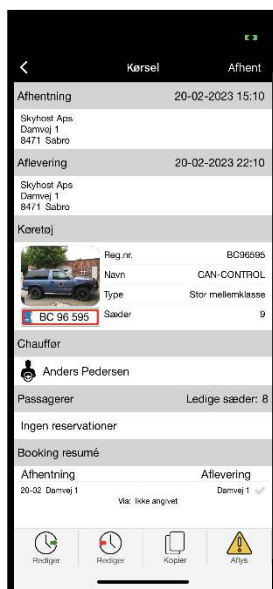 Kørsel Afhent
Afhentning 20-02-2023 15:10
Skyhost Aps
Damvej 1
8471 Sabro
Aflevering 20-02-2023 22:10
Skyhost Aps
Damvej 1
8471 Sabro
Køretøj
Reg.nr. BC96595
Navn CAN-CONTROL
Type Stor mellemklasse
Sæder 9
BC 96 595
Chauffør
Anders Pedersen
Passagerer Ledige sæder: 8
Ingen reservationer
Booking resumé
Afhentning Aflevering
20-02 Damvej 1 Damvej 1
Via: Ikke angivet
Rediger Rediger Kopier Aflys